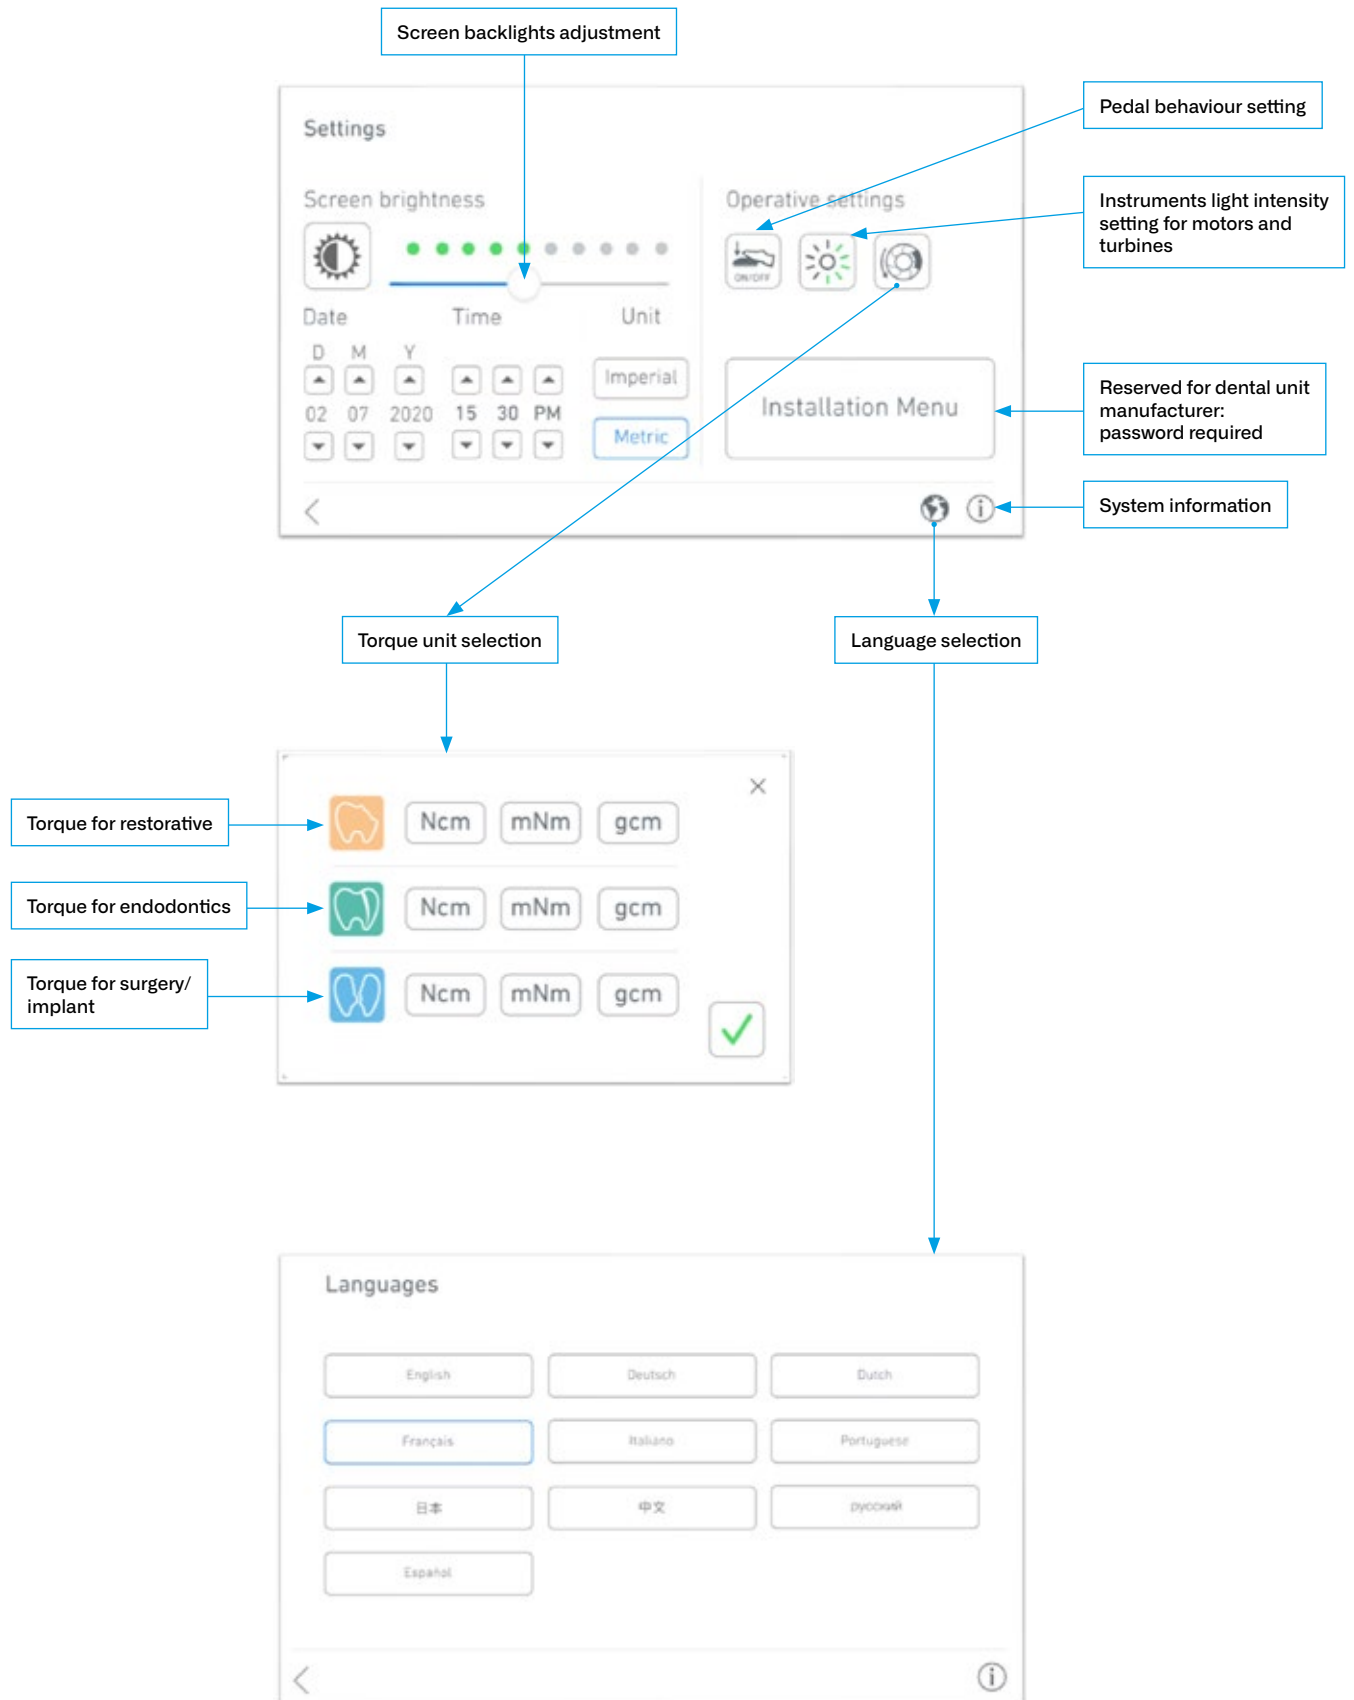 Screen backlights adjustment
Pedal behaviour setting
Instruments light intensity
setting for motors and
turbines
Settings
Screen brightness
Operative settings
ON/OFF
Date
Time
Unit
D M Y
Imperial
02 07 2020 15 30 PM
Metric
Installation Menu
Reserved for dental unit
manufacturer:
password required
System information
Torque unit selection
Language selection
Torque for restorative
Ncm mNm gcm
Torque for endodontics
Ncm mNm gcm
Torque for surgery/
implant
Ncm mNm gcm
Languages
English Deutsch Dutch
Français Italiano Portuguese
日本 中文 русский
Español